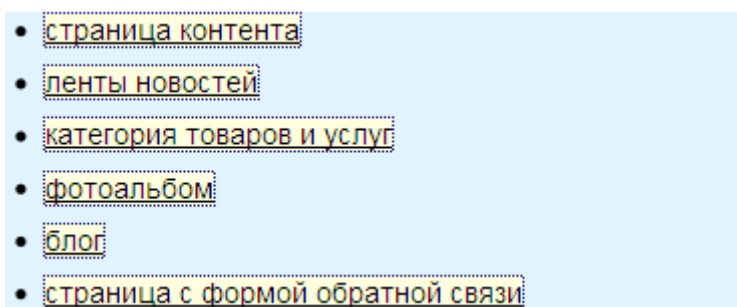 страница контента
ленты новостей
категория товаров и услуг
фотоальбом
блог
страница с формой обратной связи